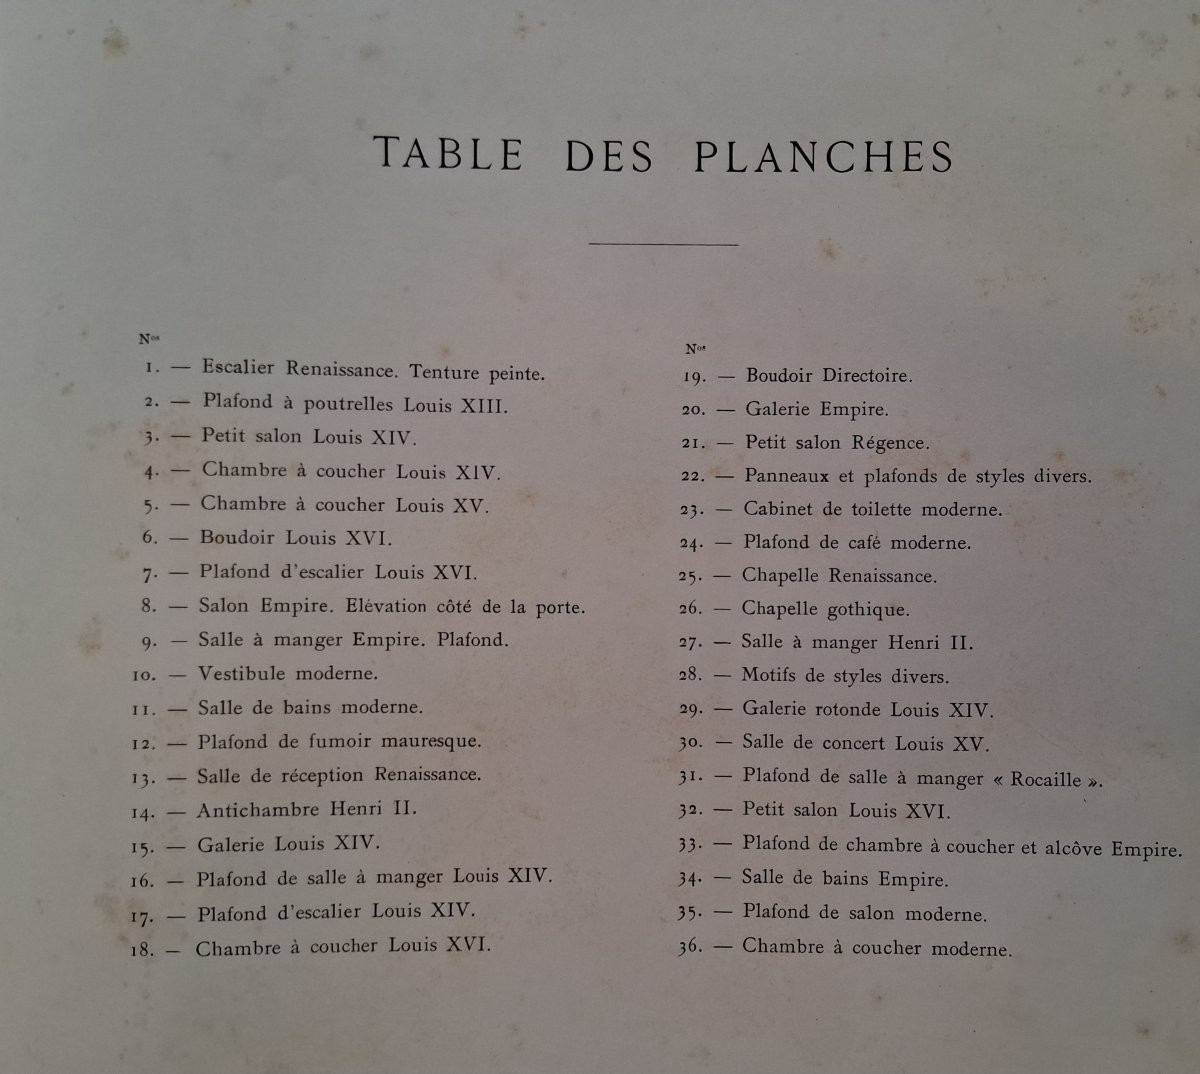 TABLE DES PLANCHES
Nos
1. — Escalier Renaissance. Tenture peinte.
2. — Plafond à poutrelles Louis XIII.
3. — Petit salon Louis XIV.
4. — Chambre à coucher Louis XIV.
5. — Chambre à coucher Louis XV.
6. — Boudoir Louis XVI.
7. — Plafond d'escalier Louis XVI.
8. — Salon Empire. Elévation côté de la porte.
9. — Salle à manger Empire. Plafond.
10. — Vestibule moderne.
11. — Salle de bains moderne.
12. — Plafond de fumoir mauresque.
13. — Salle de réception Renaissance.
14. — Antichambre Henri II.
15. — Galerie Louis XIV.
16. — Plafond de salle à manger Louis XIV.
17. — Plafond d'escalier Louis XIV.
18. — Chambre à coucher Louis XVI.
Nos
19. — Boudoir Directoire.
20. — Galerie Empire.
21. — Petit salon Régence.
22. — Panneaux et plafonds de styles divers.
23. — Cabinet de toilette moderne.
24. — Plafond de café moderne.
25. — Chapelle Renaissance.
26. — Chapelle gothique.
27. — Salle à manger Henri II.
28. — Motifs de styles divers.
29. — Galerie rotonde Louis XIV.
30. — Salle de concert Louis XV.
31. — Plafond de salle à manger « Rocaille ».
32. — Petit salon Louis XVI.
33. — Plafond de chambre à coucher et alcôve Empire.
34. — Salle de bains Empire.
35. — Plafond de salon moderne.
36. — Chambre à coucher moderne.